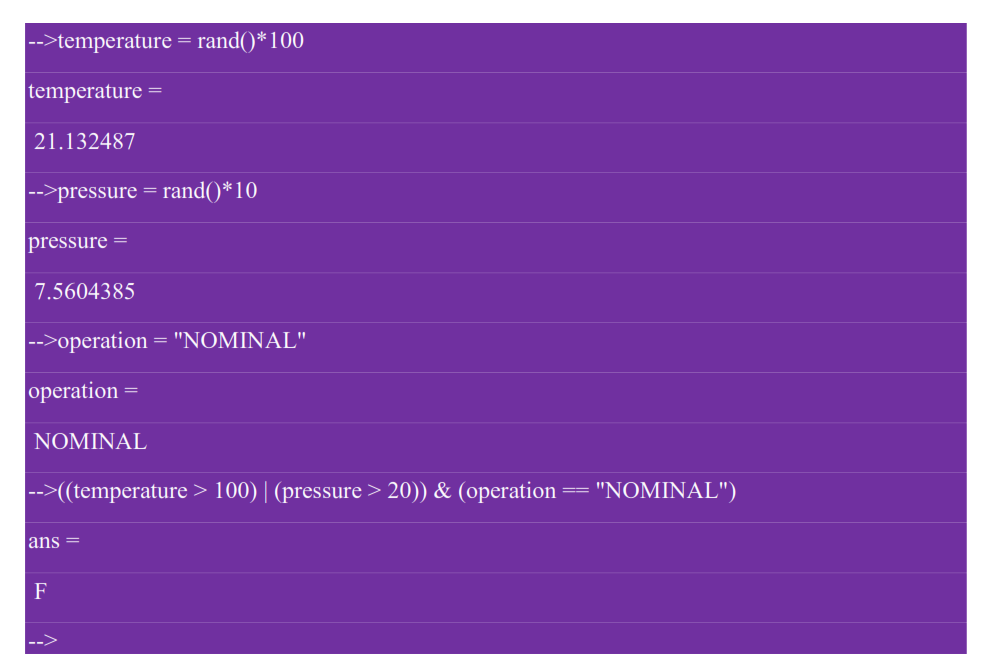 -->temperature = rand()*100
temperature =
21.132487
-->pressure = rand()*10
pressure =
7.5604385
-->operation = "NOMINAL"
operation =
NOMINAL
-->((temperature > 100) | (pressure > 20)) & (operation == "NOMINAL")
ans =
F
-->